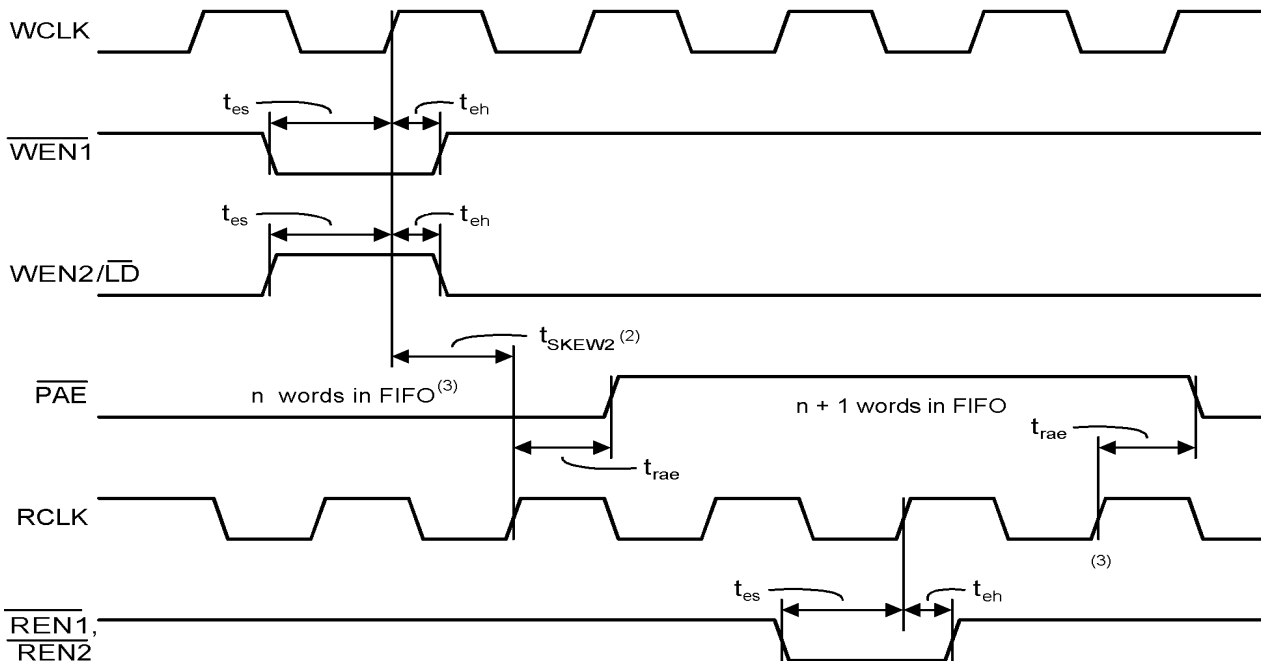 WCLK
tes
teh
WEN1
tes
teh
WEN2/LD
tSKEW2 (2)
PAE
n words in FIFO(3)
n + 1 words in FIFO
trae
trae
RCLK
(3)
tes
teh
REN1,
REN2